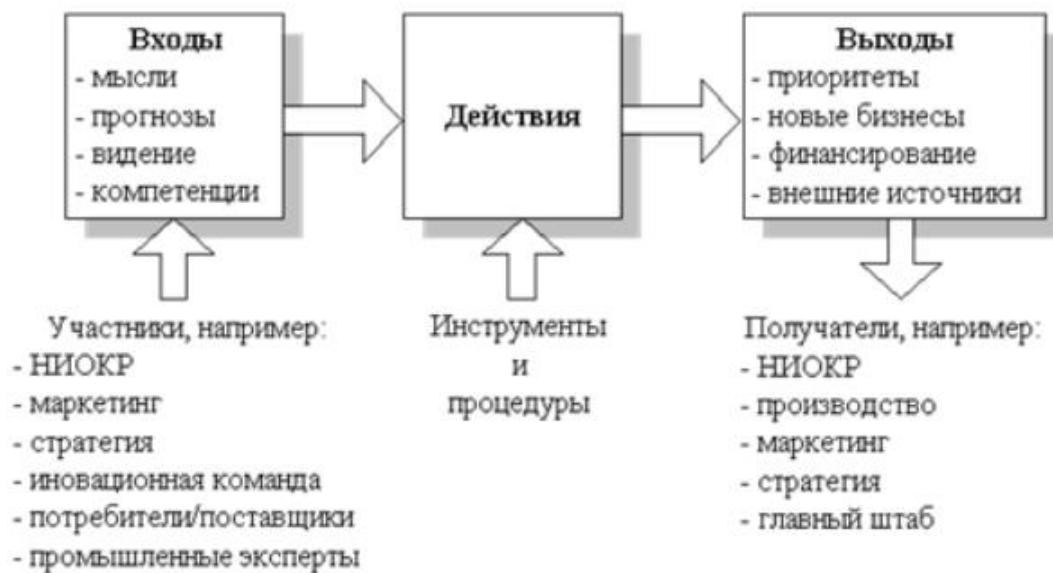 Входы
- мысли
- прогнозы
- видение
- компетенции
Действия
Выходы
- приоритеты
- новые бизнесы
- финансирование
- внешние источники
Участники, например:
- НИОКР
- маркетинг
- стратегия
- иновационная команда
- потребители/поставщики
- промышленные эксперты
Инструменты
и
процедуры
Получатели, например:
- НИОКР
- производство
- маркетинг
- стратегия
- главный штаб